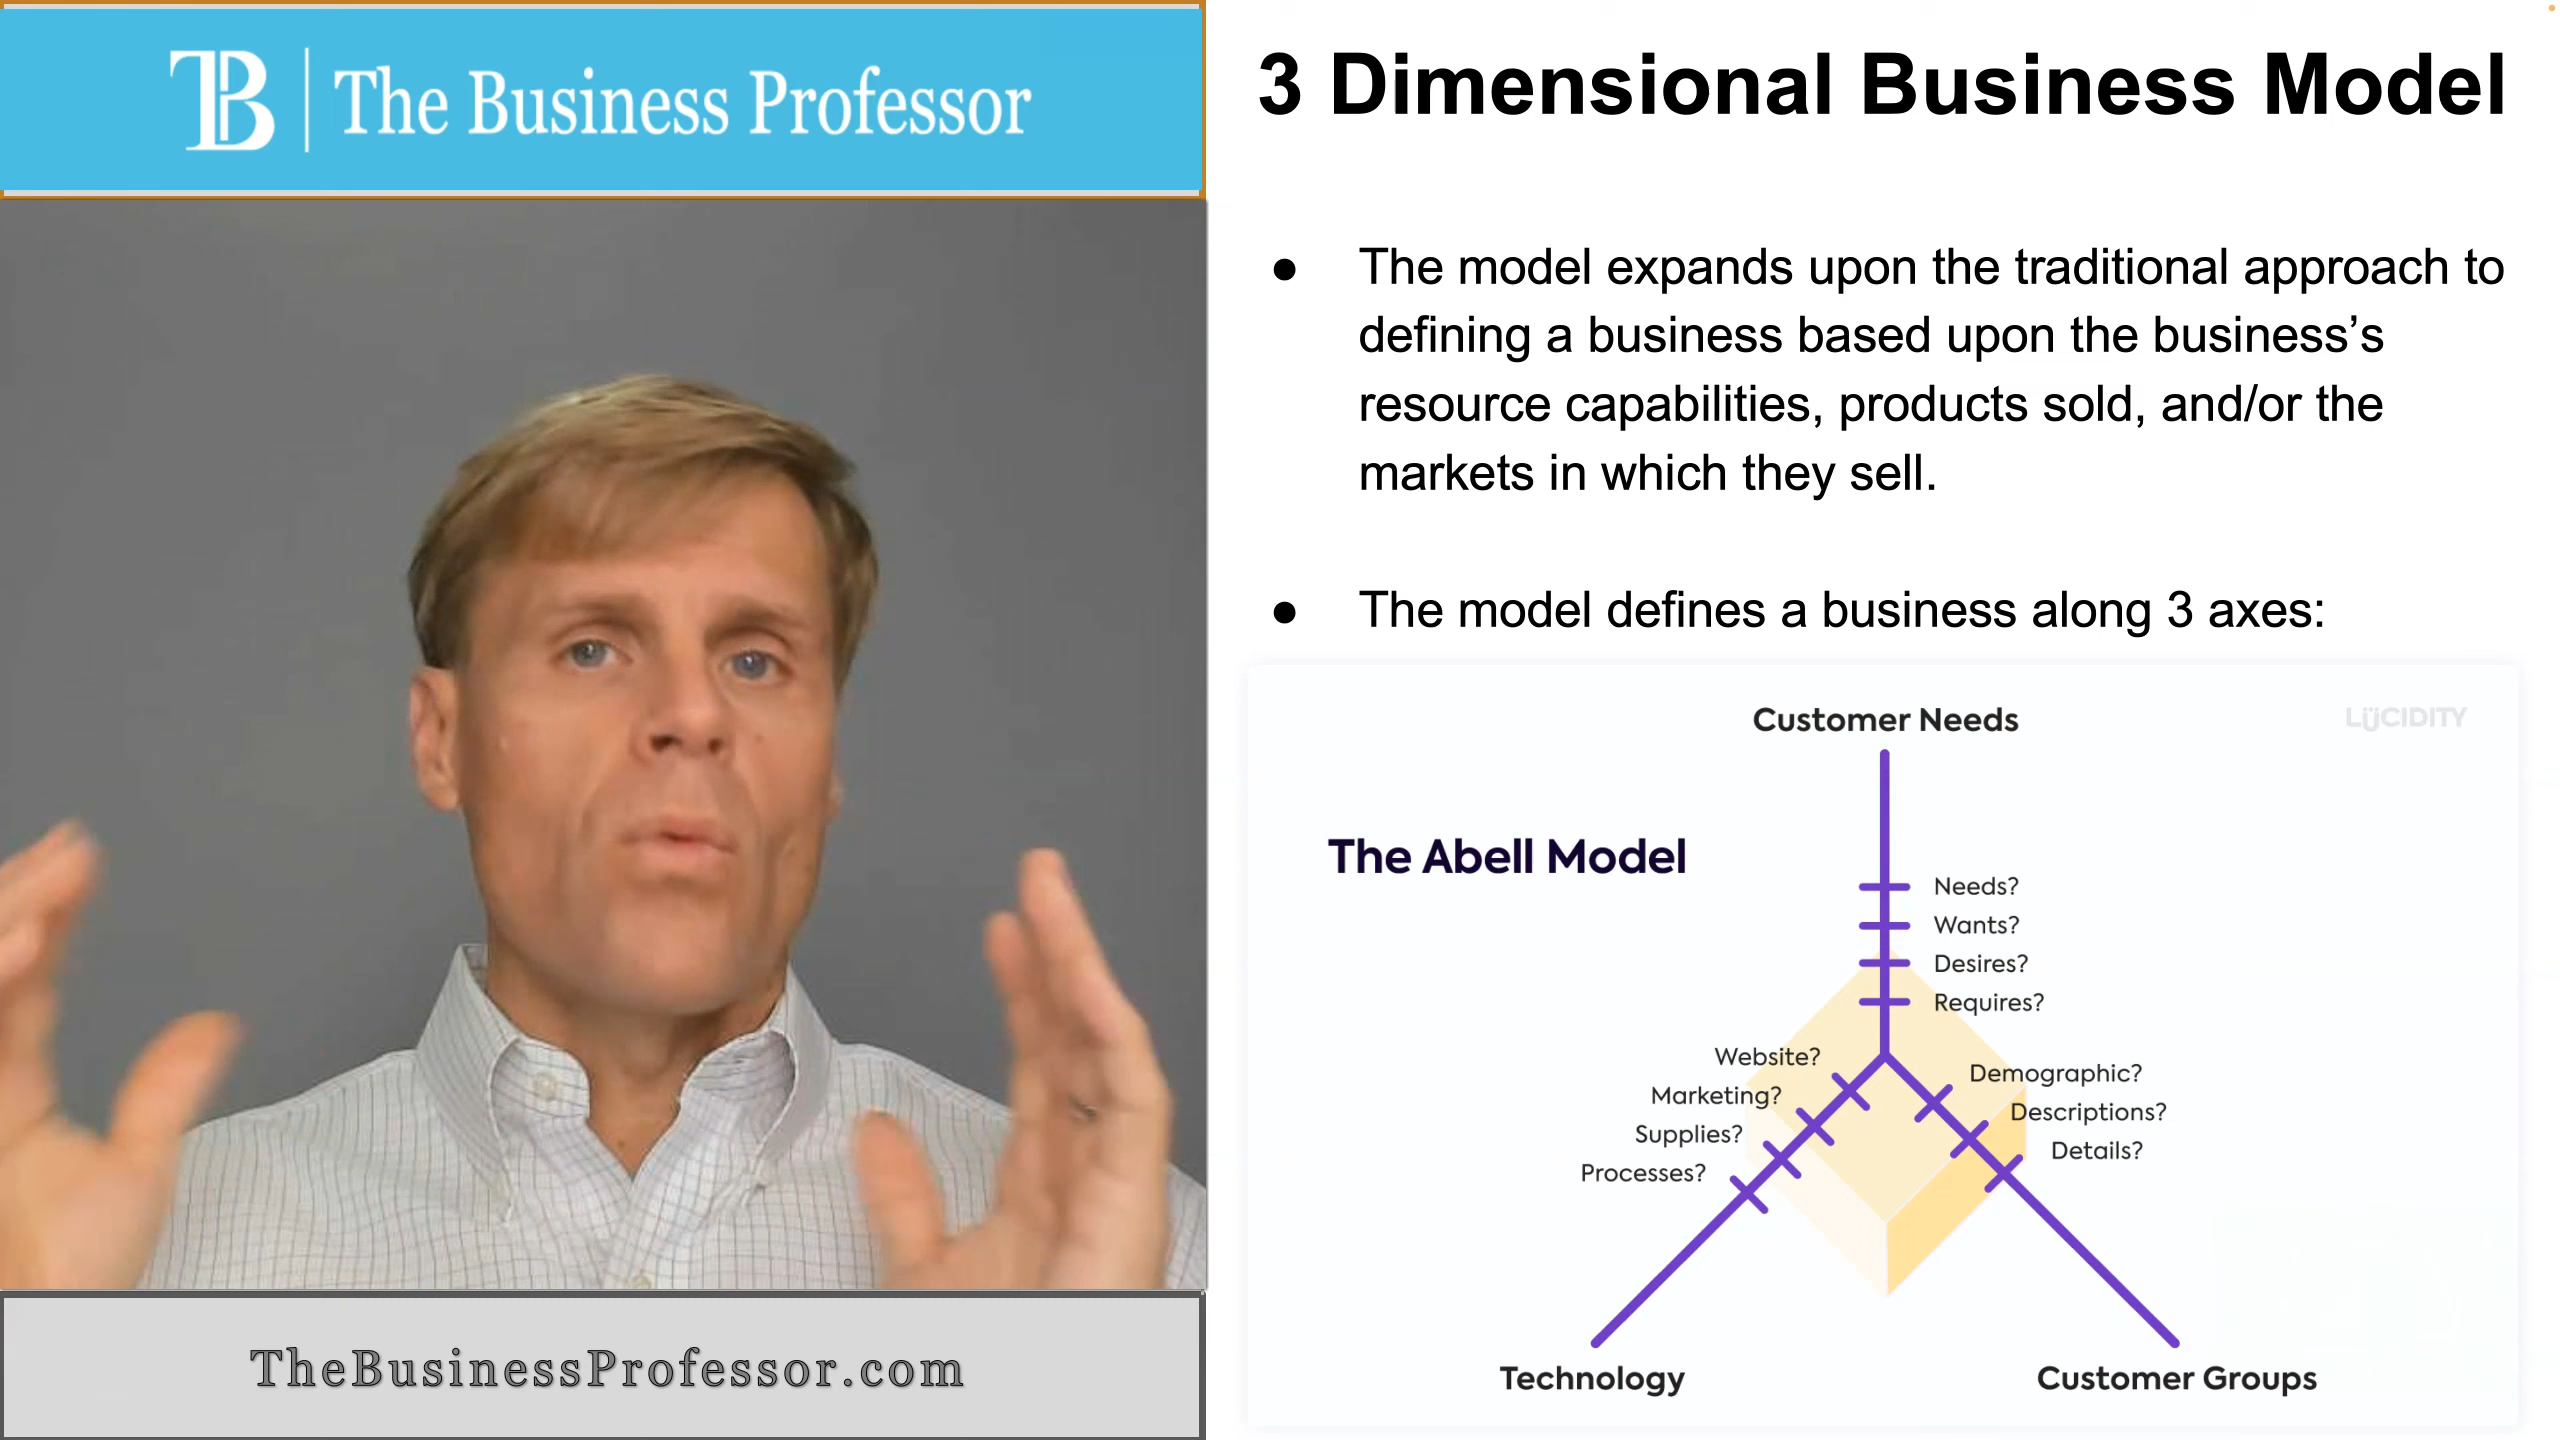 TB | The Business Professor
3 Dimensional Business Model
● The model expands upon the traditional approach to
defining a business based upon the business’s
resource capabilities, products sold, and/or the
markets in which they sell.
● The model defines a business along 3 axes:
Customer Needs
LüCIDITY
The Abell Model
Needs?
Wants?
Desires?
Requires?
Website?
Marketing?
Supplies?
Processes?
Demographic?
Descriptions?
Details?
Technology
Customer Groups
TheBusinessProfessor.com